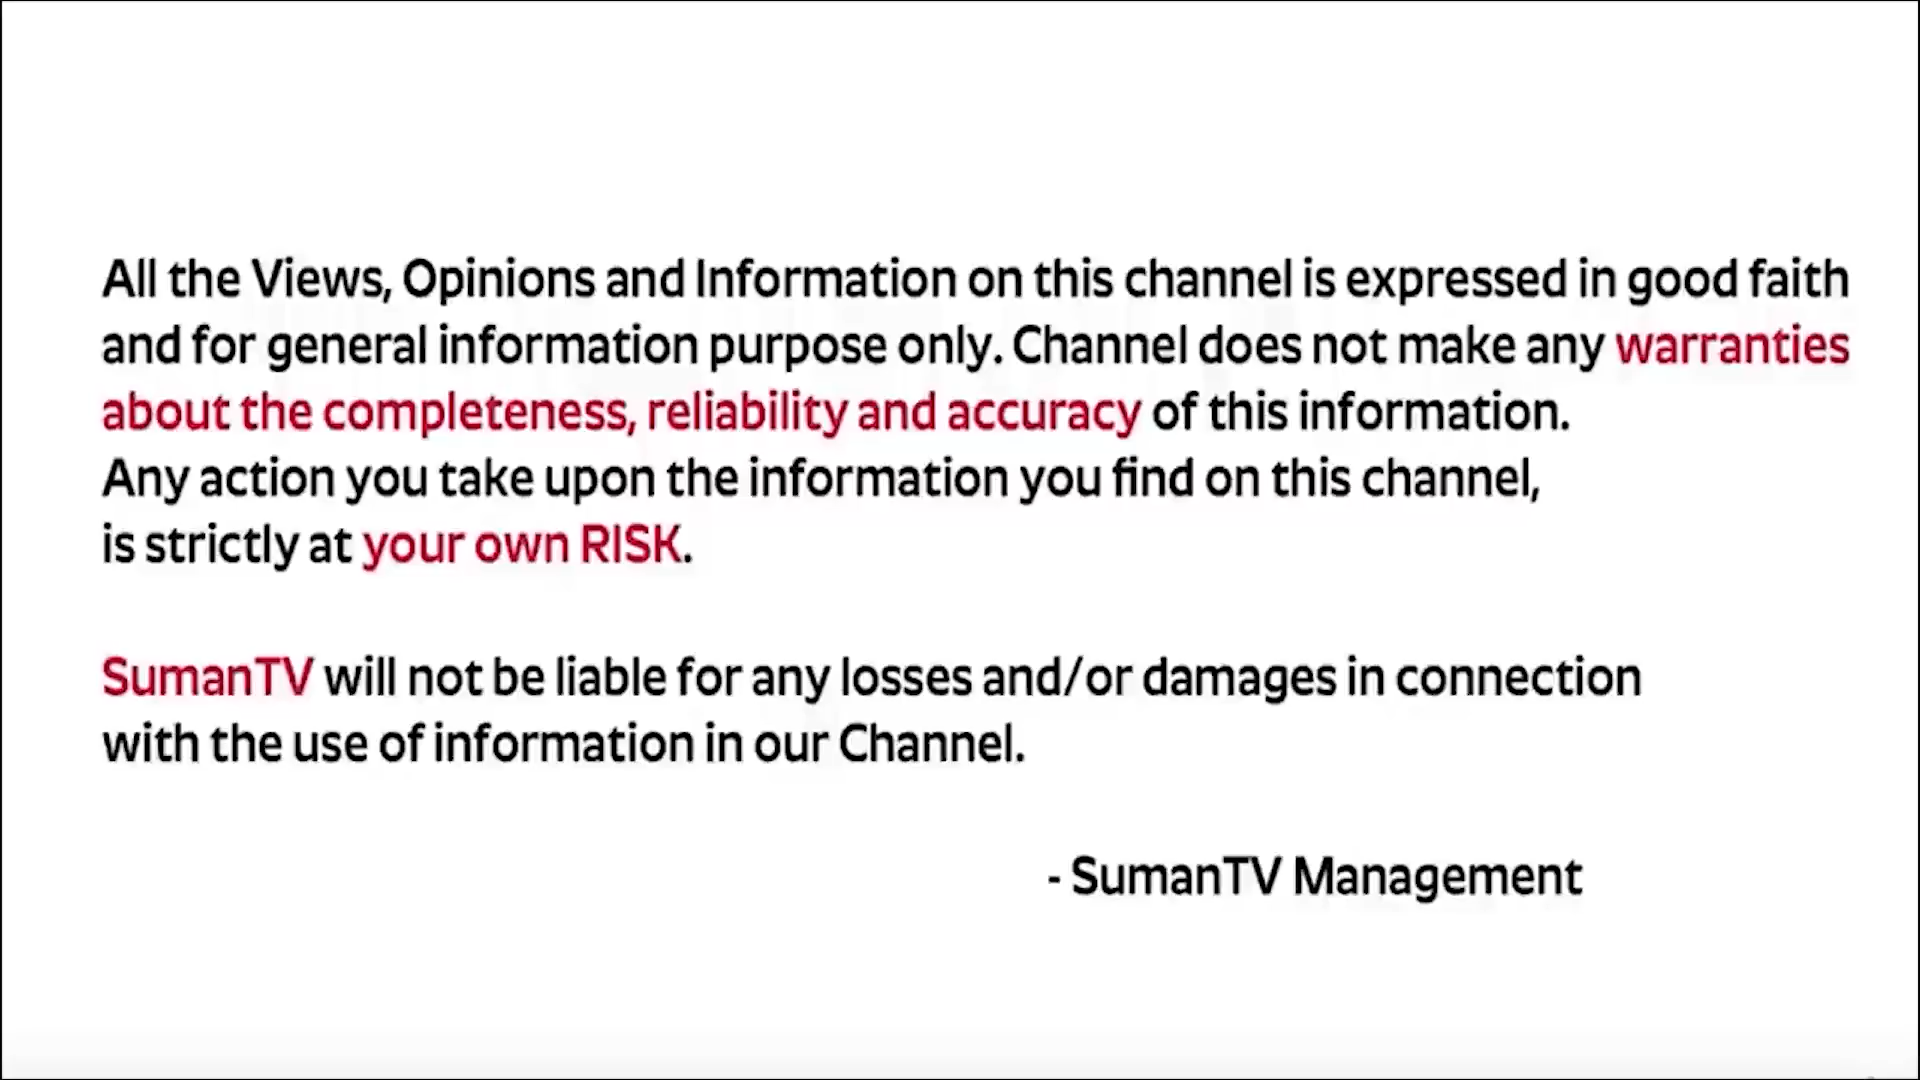 All the Views, Opinions and Information on this channel is expressed in good faith
and for general information purpose only. Channel does not make any warranties
about the completeness, reliability and accuracy of this information.
Any action you take upon the information you find on this channel,
is strictly at your own RISK.
SumanTV will not be liable for any losses and/or damages in connection
with the use of information in our Channel.
- SumanTV Management